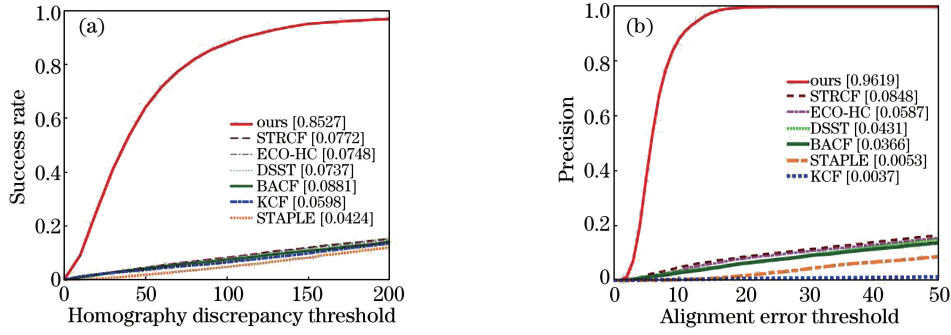 (a)
Success rate
1.0
0.8
0.6
0.4
0.2
0
0 50 100 150 200
Homography discrepancy threshold
ours [0.8527]
STRCF [0.0772]
ECO-HC [0.0748]
DSST [0.0737]
BACF [0.0881]
KCF [0.0598]
STAPLE [0.0424]
(b)
Precision
1.0
0.8
0.6
0.4
0.2
0
0 10 20 30 40 50
Alignment error threshold
ours [0.9619]
STRCF [0.0848]
ECO-HC [0.0587]
DSST [0.0431]
BACF [0.0366]
STAPLE [0.0053]
KCF [0.0037]